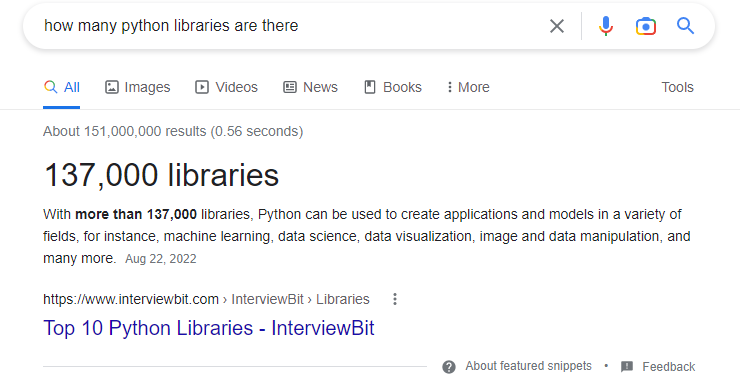 how many python libraries are there
All Images Videos News Books More Tools
About 151,000,000 results (0.56 seconds)
137,000 libraries
With more than 137,000 libraries, Python can be used to create applications and models in a variety of
fields, for instance, machine learning, data science, data visualization, image and data manipulation, and
many more. Aug 22, 2022
https://www.interviewbit.com › InterviewBit › Libraries
Top 10 Python Libraries - InterviewBit
About featured snippets • Feedback